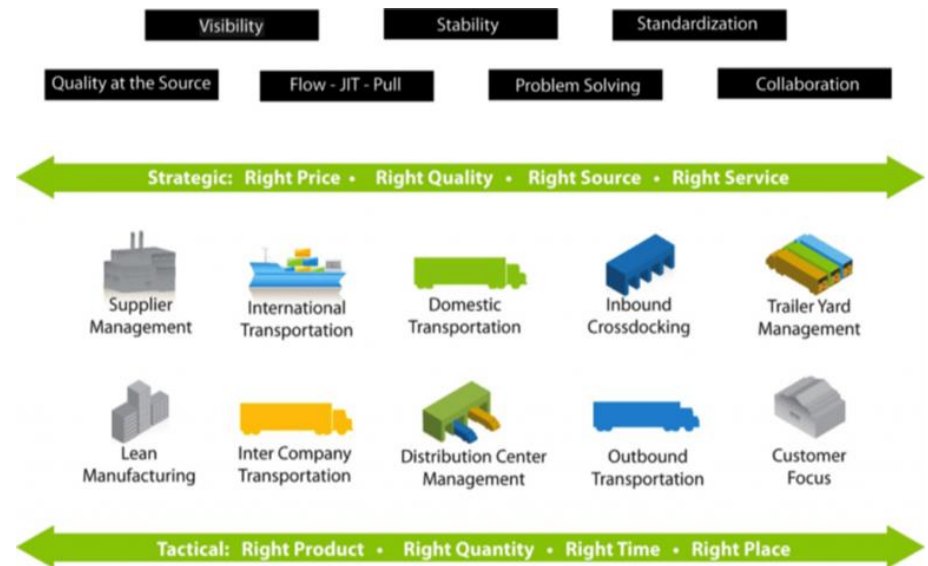 Visibility
Stability
Standardization
Quality at the Source
Flow - JIT - Pull
Problem Solving
Collaboration
Strategic: Right Price • Right Quality • Right Source • Right Service
Supplier
Management
International
Transportation
Domestic
Transportation
Inbound
Crossdocking
Trailer Yard
Management
Lean
Manufacturing
Inter Company
Transportation
Distribution Center
Management
Outbound
Transportation
Customer
Focus
Tactical: Right Product • Right Quantity • Right Time • Right Place